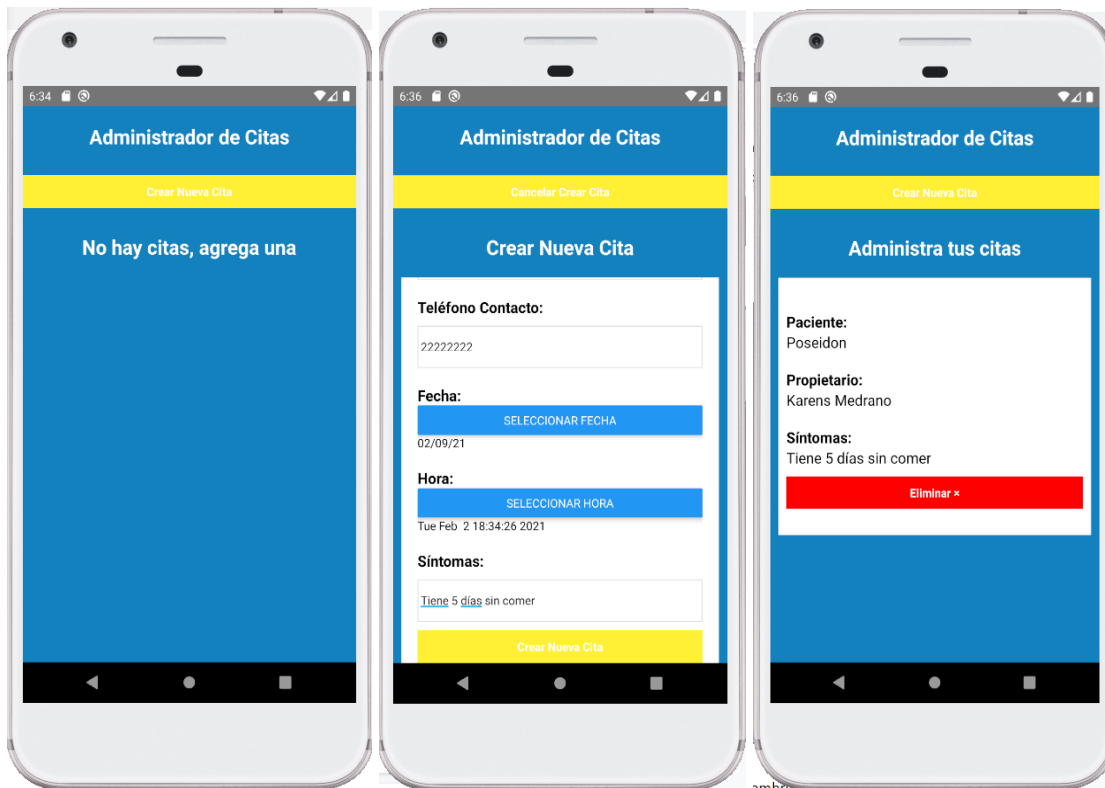 6:34
Administrador de Citas
Crear Nueva Cita
No hay citas, agrega una
6:36
Administrador de Citas
Cancelar Crear Cita
Crear Nueva Cita
Teléfono Contacto:
22222222
Fecha:
SELECCIONAR FECHA
02/09/21
Hora:
SELECCIONAR HORA
Tue Feb  2 18:34:26 2021
Síntomas:
Tiene 5 días sin comer
Crear Nueva Cita
6:36
Administrador de Citas
Crear Nueva Cita
Administra tus citas
Paciente:
Poseidon
Propietario:
Karens Medrano
Síntomas:
Tiene 5 días sin comer
Eliminar ×